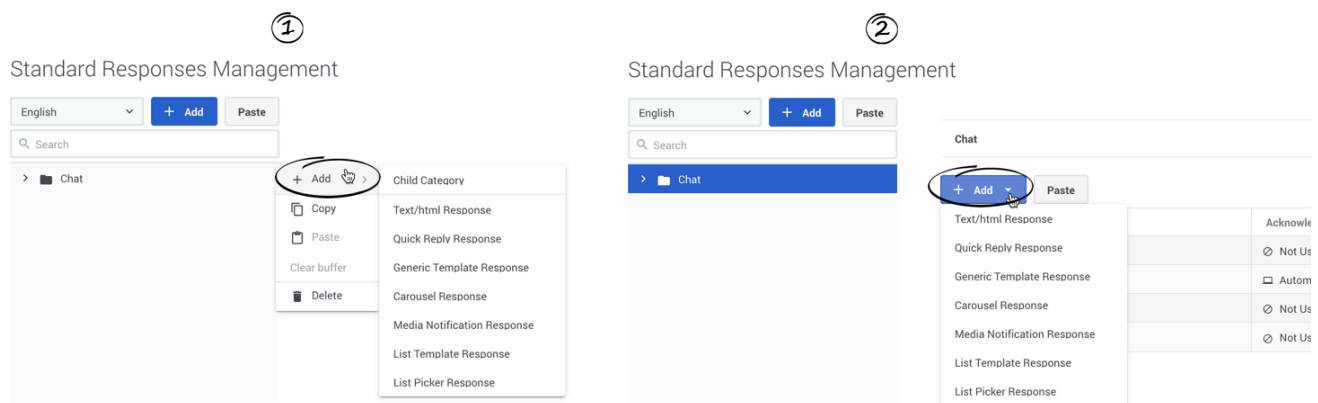 1
Standard Responses Management
English
+ Add
Paste
Search
Chat
+ Add
Copy
Paste
Clear buffer
Delete
Child Category
Text/html Response
Quick Reply Response
Generic Template Response
Carousel Response
Media Notification Response
List Template Response
List Picker Response
2
Standard Responses Management
English
+ Add
Paste
Search
Chat
Chat
+ Add
Paste
Text/html Response
Quick Reply Response
Generic Template Response
Carousel Response
Media Notification Response
List Template Response
List Picker Response
Acknowle
Not Us
Autom
Not Us
Not Us